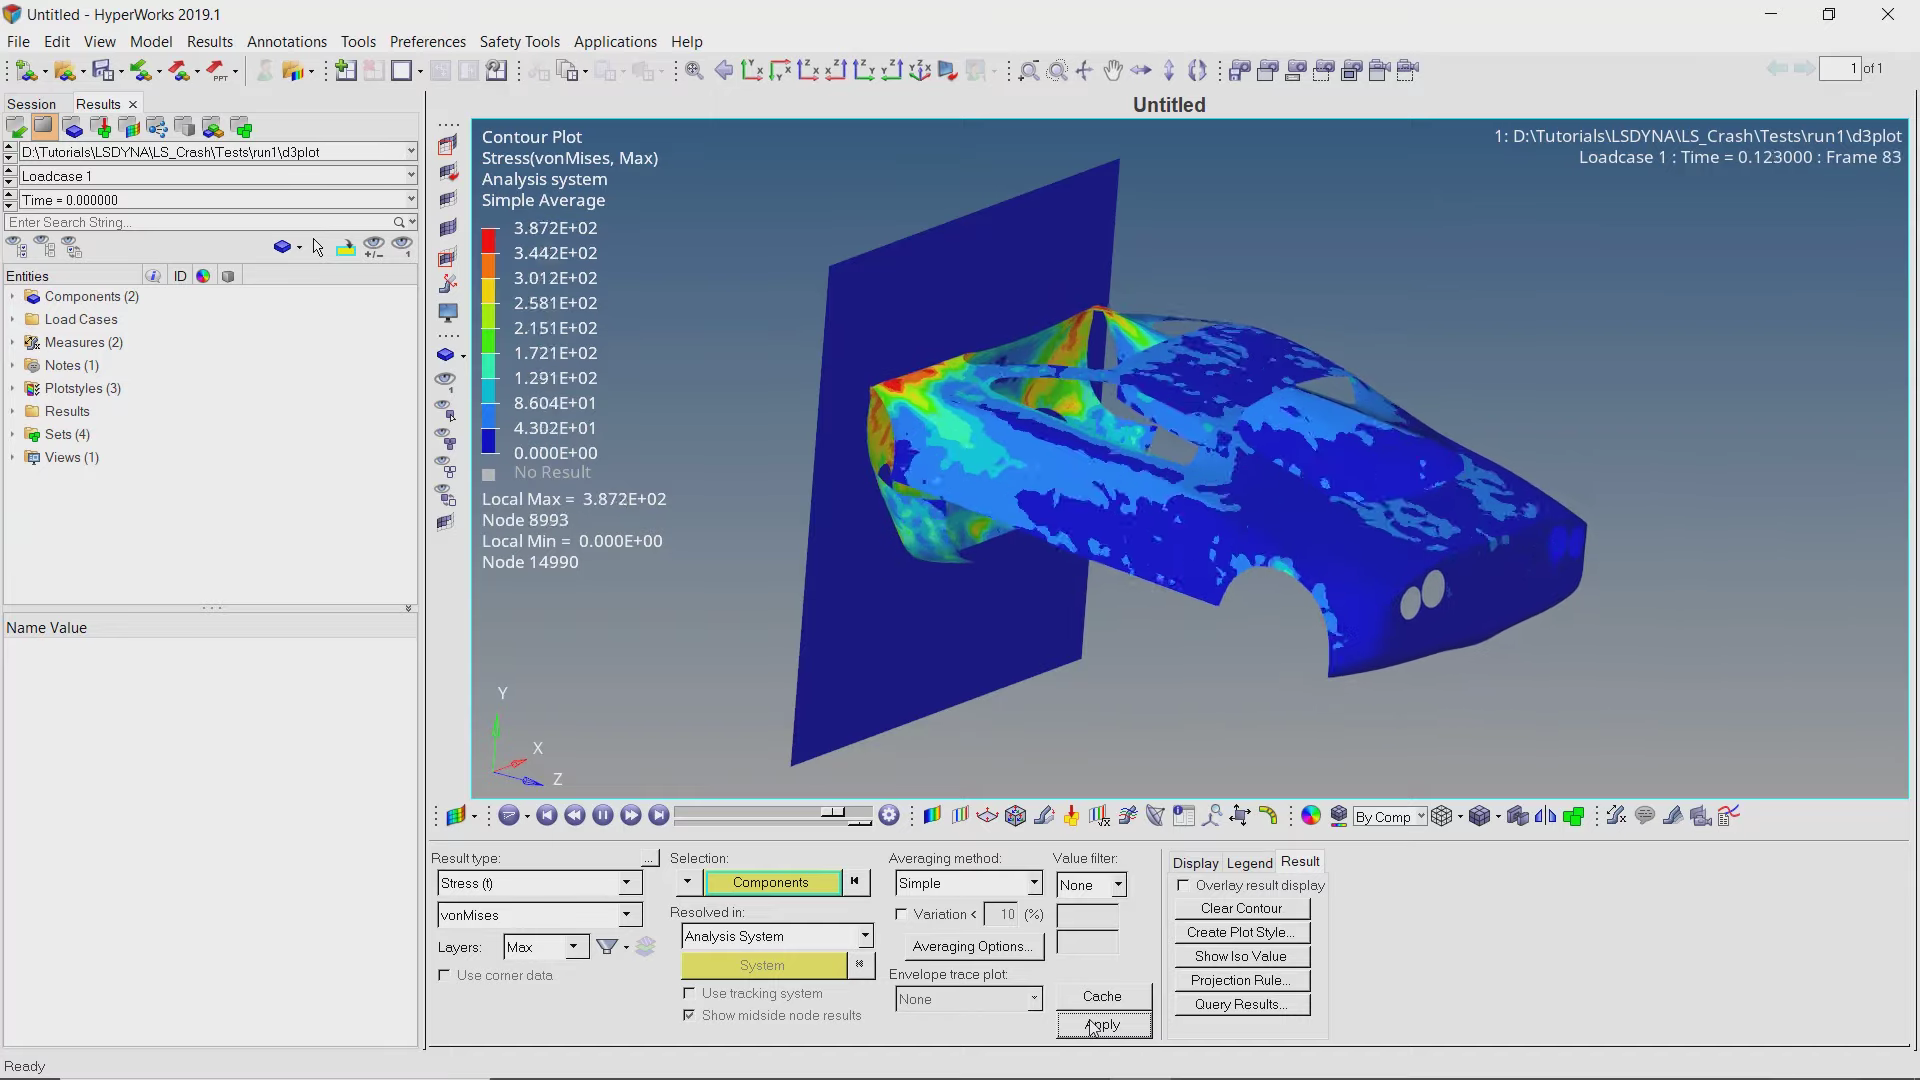 Untitled - HyperWorks 2019.1
File Edit View Model Results Annotations Tools Preferences Safety Tools Applications Help
1 of 1
Session Results
Untitled
D:\Tutorials\LSDYNA\LS_Crash\Tests\run1\d3plot
Loadcase 1
Time = 0.000000
Enter Search String...
Entities ID
Components (2)
Load Cases
Measures (2)
Notes (1)
Plotstyles (3)
Results
Sets (4)
Views (1)
Name Value
Contour Plot
Stress(vonMises, Max)
Analysis system
Simple Average
3.872E+02
3.442E+02
3.012E+02
2.581E+02
2.151E+02
1.721E+02
1.291E+02
8.604E+01
4.302E+01
0.000E+00
No Result
Local Max = 3.872E+02
Node 8993
Local Min = 0.000E+00
Node 14990
1: D:\Tutorials\LSDYNA\LS_Crash\Tests\run1\d3plot
Loadcase 1 : Time = 0.123000 : Frame 83
Y
X
Z
By Comp
Result type:
...
Stress (t)
vonMises
Layers: Max
Use corner data
Selection:
Components
Resolved in:
Analysis System
System
Use tracking system
Show midside node results
Averaging method:
Simple
Variation < 10 (%)
Averaging Options...
Envelope trace plot:
None
Value filter:
None
Cache
Apply
Display Legend Result
Overlay result display
Clear Contour
Create Plot Style...
Show Iso Value
Projection Rule...
Query Results...
Ready